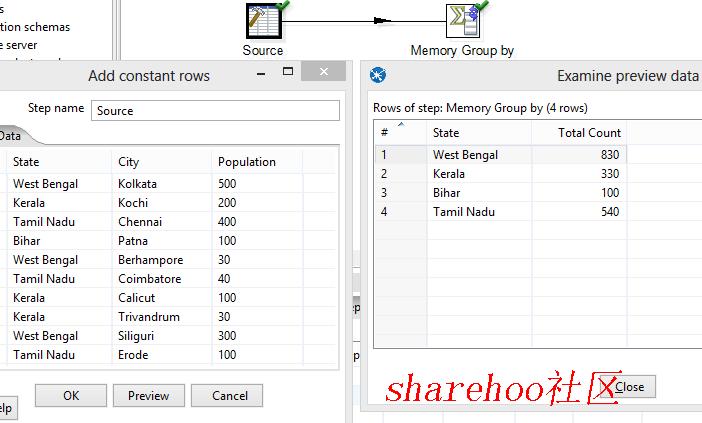 tion schemas
e server
Source
Memory Group by
Add constant rows
Step name
Source
Data
State City Population
West Bengal Kolkata 500
Kerala Kochi 200
Tamil Nadu Chennai 400
Bihar Patna 100
West Bengal Berhampore 30
Tamil Nadu Coimbatore 40
Kerala Calicut 100
Kerala Trivandrum 30
West Bengal Siliguri 300
Tamil Nadu Erode 100
elp
OK
Preview
Cancel
Examine preview data
Rows of step: Memory Group by (4 rows)
# State Total Count
1 West Bengal 830
2 Kerala 330
3 Bihar 100
4 Tamil Nadu 540
Close
sharehoo社区